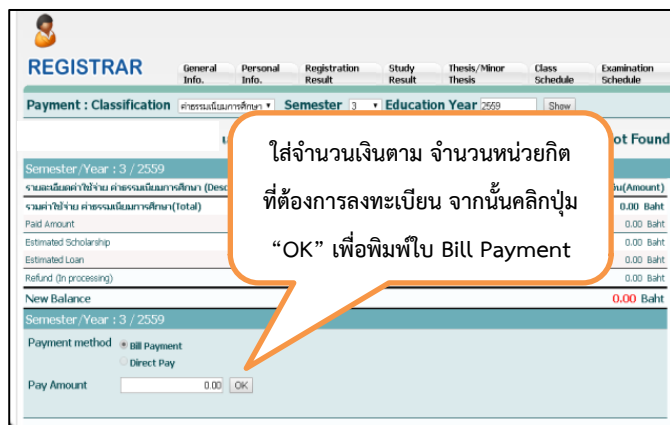 REGISTRAR
General Info.
Personal Info.
Registration Result
Study Result
Thesis/Minor Thesis
Class Schedule
Examination Schedule
Payment : Classification ค่าธรรมเนียมการศึกษา Semester 3 Education Year 2559 Show
ot Found
ใส่จำนวนเงินตาม จำนวนหน่วยกิต
ที่ต้องการลงทะเบียน จากนั้นคลิกปุ่ม
“OK” เพื่อพิมพ์ใบ Bill Payment
Semester/Year : 3 / 2559
รายละเอียดค่าใช้จ่าย ค่าธรรมเนียมการศึกษา (Desc (Amount)
รวมค่าใช้จ่าย ค่าธรรมเนียมการศึกษา(Total) 0.00 Baht
Paid Amount 0.00 Baht
Estimated Scholarship 0.00 Baht
Estimated Loan 0.00 Baht
Refund (In processing) 0.00 Baht
New Balance 0.00 Baht
Semester/Year : 3 / 2559
Payment method Bill Payment
Direct Pay
Pay Amount 0.00 OK